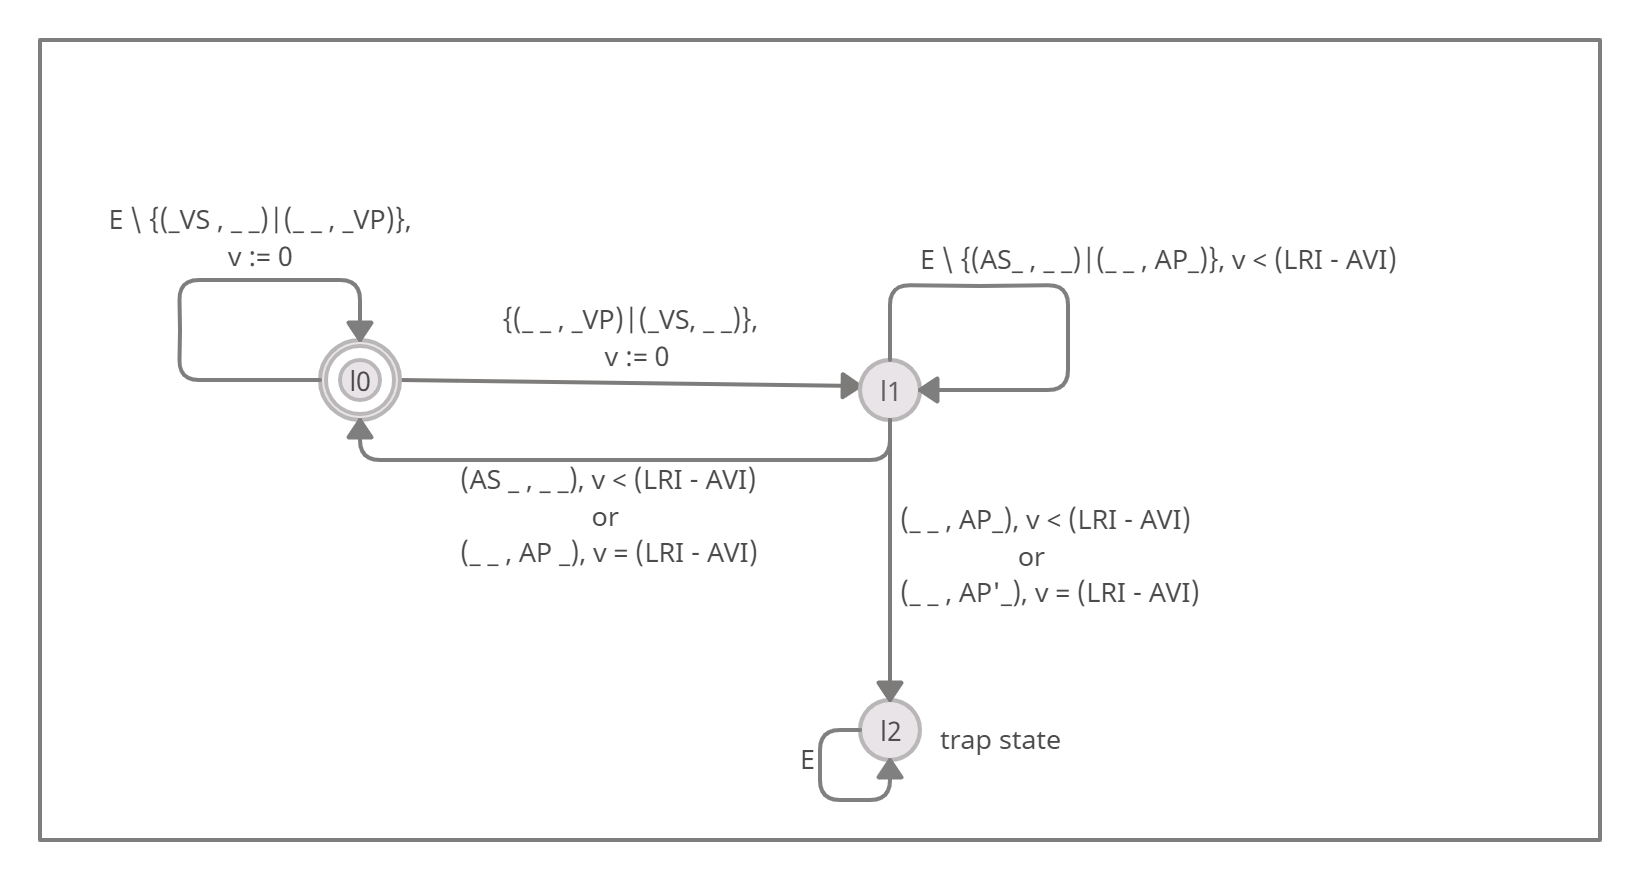 E \ {(_VS , _ _)|(_ _ , _VP)},
v := 0
E \ {(AS_ , _ _)|(_ _ , AP_)}, v < (LRI - AVI)
{(_ _ , _VP)|(_VS, _ _)},
v := 0
l0
l1
(AS _ , _ _), v < (LRI - AVI)
or
(_ _ , AP _), v = (LRI - AVI)
(_ _ , AP_), v < (LRI - AVI)
or
(_ _ , AP'_), v = (LRI - AVI)
l2
trap state
E